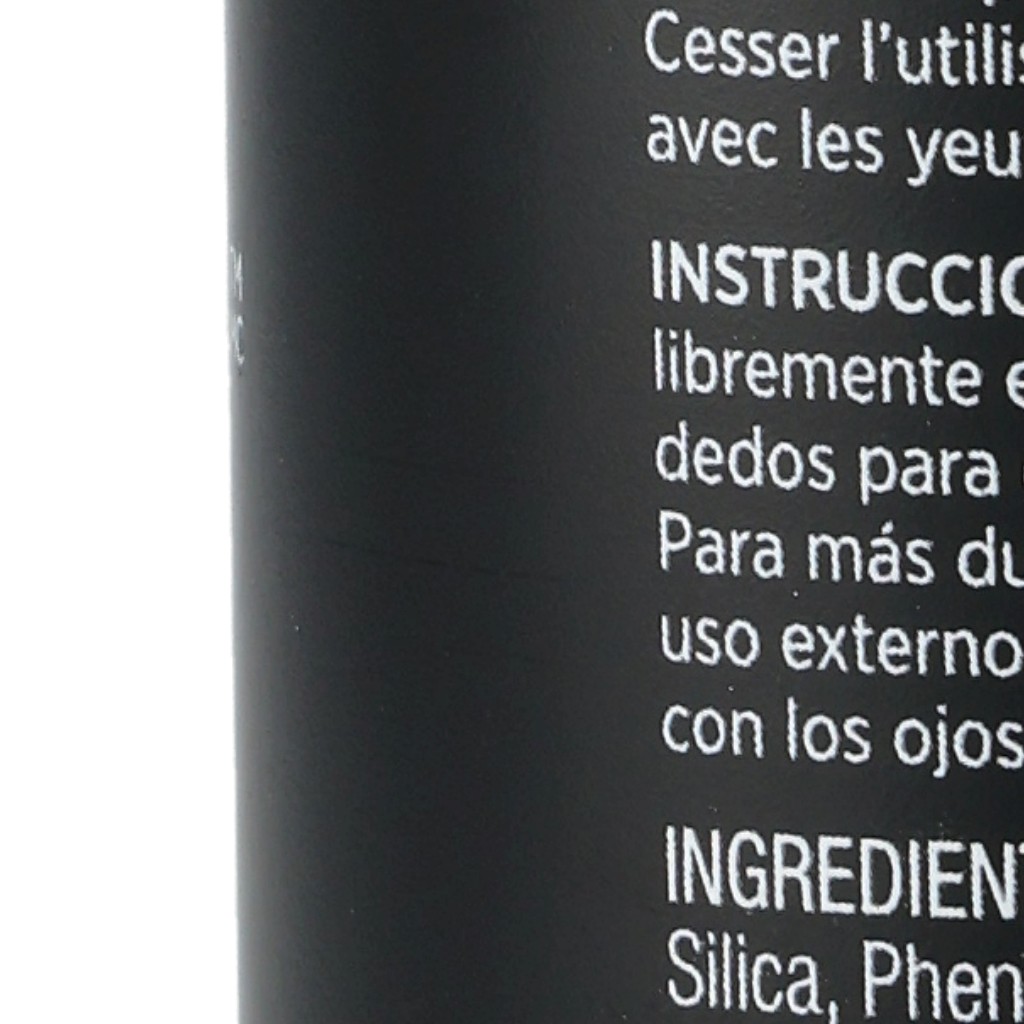 Cesser l'utilis
avec les yeu
INSTRUCCIO
libremente e
dedos para
Para más du
uso externo
con los ojos
INGREDIENT
Silica, Phen